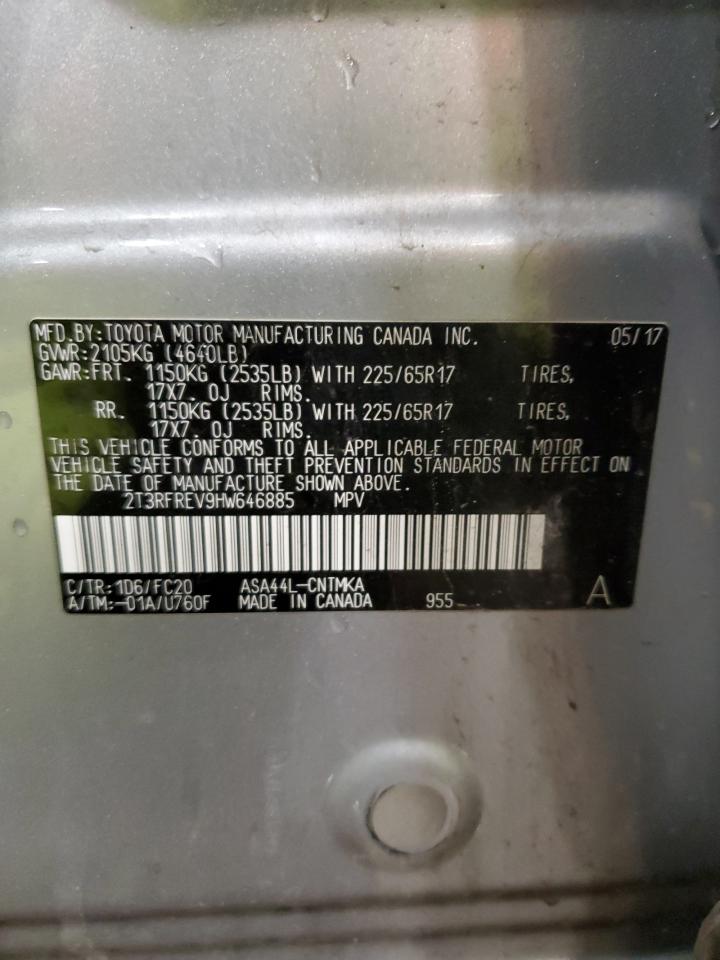 MFD.BY:TOYOTA MOTOR MANUFACTURING CANADA INC. 05/17
GVWR:2105KG (4640LB)
GAWR:FRT. 1150KG (2535LB) WITH 225/65R17 TIRES,
17X7. 0J RIMS.
RR. 1150KG (2535LB) WITH 225/65R17 TIRES,
17X7. 0J RIMS.
THIS VEHICLE CONFORMS TO ALL APPLICABLE FEDERAL MOTOR
VEHICLE SAFETY AND THEFT PREVENTION STANDARDS IN EFFECT ON
THE DATE OF MANUFACTURE SHOWN ABOVE.
2T3RFREV9HW646885 MPV
C/TR:1D6/FC20 ASA44L-CNTMKA
A/TM:-01A/U760F MADE IN CANADA 955 A